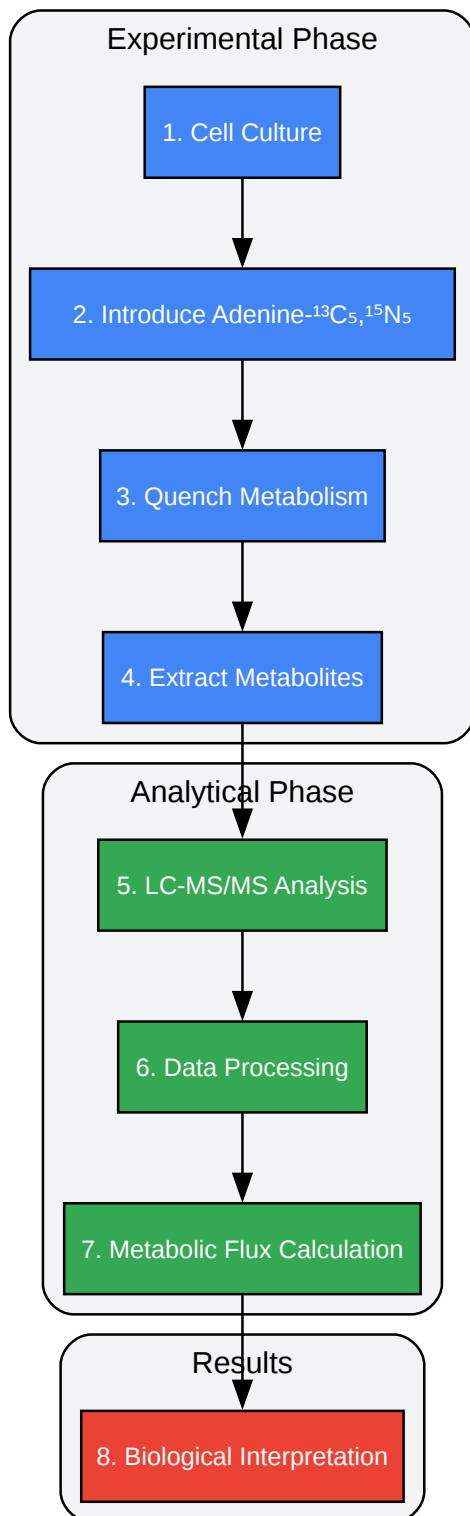 Experimental Phase
1. Cell Culture
2. Introduce Adenine-¹³C₅,¹⁵N₅
3. Quench Metabolism
4. Extract Metabolites
Analytical Phase
5. LC-MS/MS Analysis
6. Data Processing
7. Metabolic Flux Calculation
Results
8. Biological Interpretation